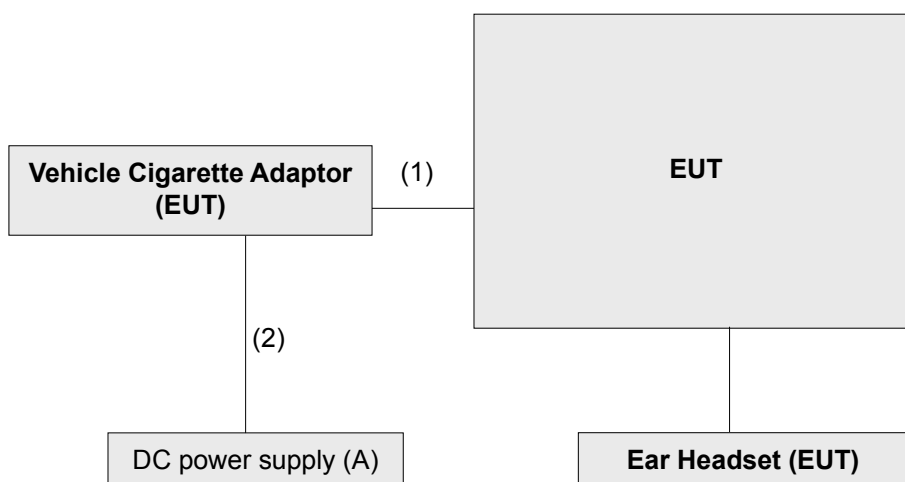 Vehicle Cigarette Adaptor
(EUT)
(1)
EUT
(2)
DC power supply (A)
Ear Headset (EUT)